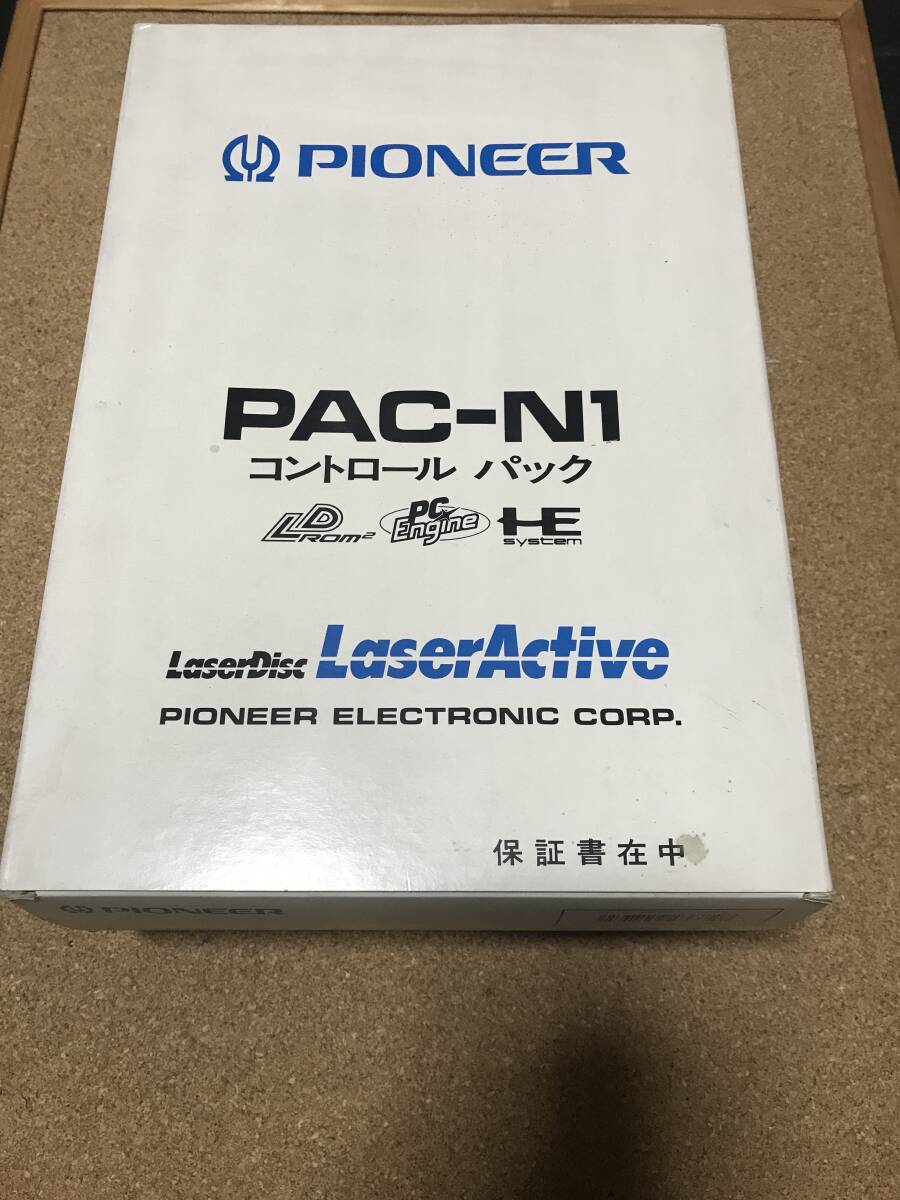 PIONEER
PAC-N1
コントロール パック
LD ROM²
PC Engine
HE system
LaserDisc LaserActive
PIONEER ELECTRONIC CORP.
保証書在中
PIONEER